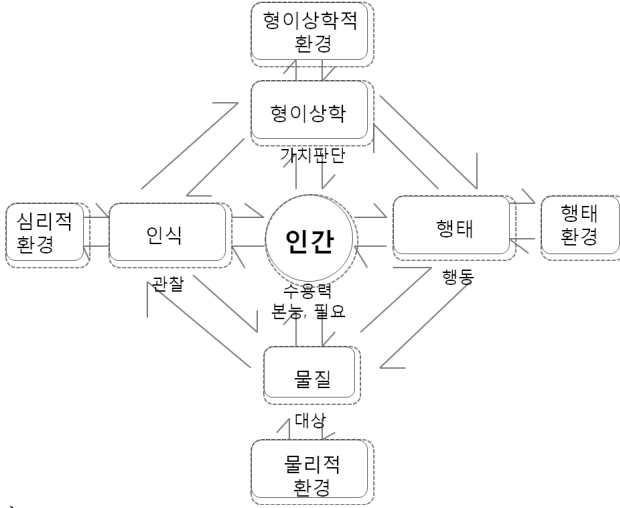 형이상학적
환경
형이상학
가치판단
심리적
환경
인식
인간
행태
행태
환경
관찰
수용력
본능, 필요
행동
물질
대상
물리적
환경